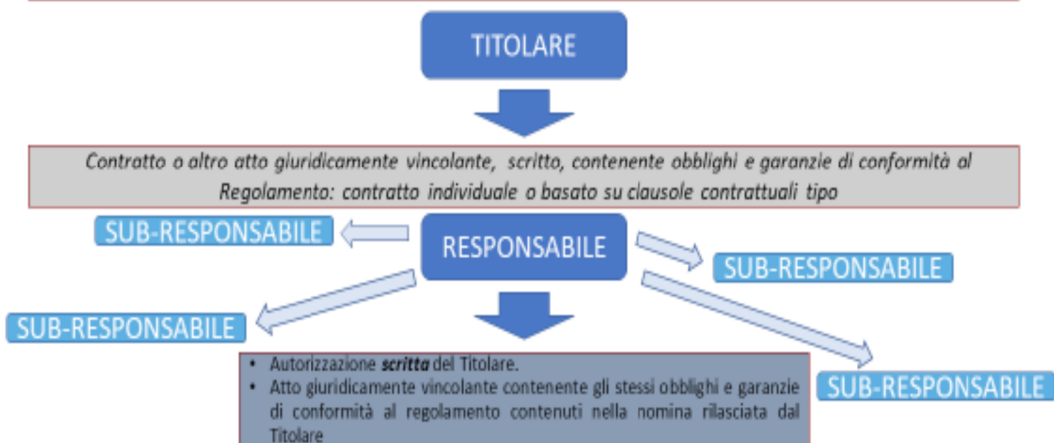 TITOLARE
Contratto o altro atto giuridicamente vincolante, scritto, contenente obblighi e garanzie di conformità al
Regolamento: contratto individuale o basato su clausole contrattuali tipo
SUB-RESPONSABILE
RESPONSABILE
SUB-RESPONSABILE
SUB-RESPONSABILE
• Autorizzazione scritta del Titolare.
• Atto giuridicamente vincolante contenente gli stessi obblighi e garanzie
di conformità al regolamento contenuti nella nomina rilasciata dal
Titolare
SUB-RESPONSABILE